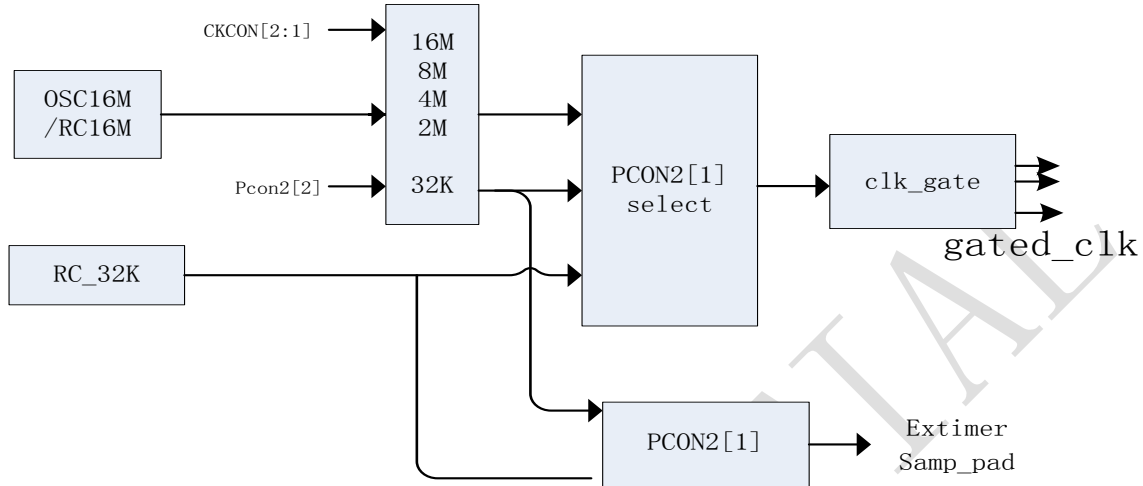 CKCON[2:1]
OSC16M
/RC16M
16M
8M
4M
2M
32K
Pcon2[2]
PCON2[1]
select
clk_gate
gated_clk
RC_32K
PCON2[1]
Extimer
Samp_pad